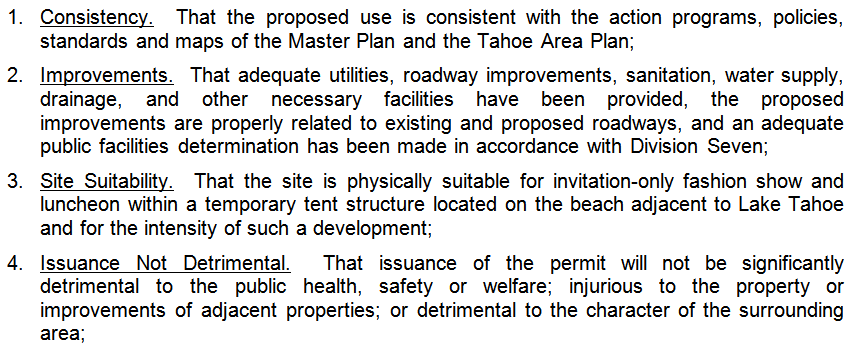 1. Consistency. That the proposed use is consistent with the action programs, policies,
standards and maps of the Master Plan and the Tahoe Area Plan;
2. Improvements. That adequate utilities, roadway improvements, sanitation, water supply,
drainage, and other necessary facilities have been provided, the proposed
improvements are properly related to existing and proposed roadways, and an adequate
public facilities determination has been made in accordance with Division Seven;
3. Site Suitability. That the site is physically suitable for invitation-only fashion show and
luncheon within a temporary tent structure located on the beach adjacent to Lake Tahoe
and for the intensity of such a development;
4. Issuance Not Detrimental. That issuance of the permit will not be significantly
detrimental to the public health, safety or welfare; injurious to the property or
improvements of adjacent properties; or detrimental to the character of the surrounding
area;